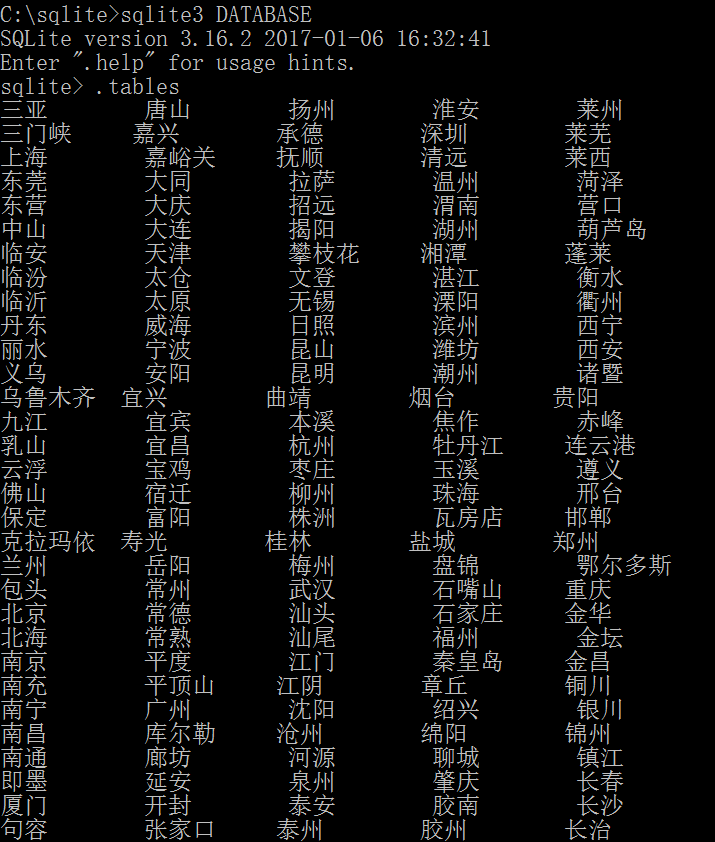 C:\sqlite>sqlite3 DATABASE
SQLite version 3.16.2 2017-01-06 16:32:41
Enter ".help" for usage hints.
sqlite> .tables
三亚 唐山 扬州 淮安 莱州
三门峡 嘉兴 承德 深圳 莱芜
上海 嘉峪关 抚顺 清远 莱西
东莞 大同 拉萨 温州 菏泽
东营 大庆 招远 渭南 营口
中山 大连 揭阳 湖州 葫芦岛
临安 天津 攀枝花 湘潭 蓬莱
临汾 太仓 文登 湛江 衡水
临沂 太原 无锡 溧阳 衢州
丹东 威海 日照 滨州 西宁
丽水 宁波 昆山 潍坊 西安
义乌 安阳 昆明 潮州 诸暨
乌鲁木齐 宜兴 曲靖 烟台 贵阳
九江 宜宾 本溪 焦作 赤峰
乳山 宜昌 杭州 牡丹江 连云港
云浮 宝鸡 枣庄 玉溪 遵义
佛山 宿迁 柳州 珠海 邢台
保定 富阳 株洲 瓦房店 邯郸
克拉玛依 寿光 桂林 盐城 郑州
兰州 岳阳 梅州 盘锦 鄂尔多斯
包头 常州 武汉 石嘴山 重庆
北京 常德 汕头 石家庄 金华
北海 常熟 汕尾 福州 金坛
南京 平度 江门 秦皇岛 金昌
南充 平顶山 江阴 章丘 铜川
南宁 广州 沈阳 绍兴 银川
南昌 库尔勒 沧州 绵阳 锦州
南通 廊坊 河源 聊城 镇江
即墨 延安 泉州 肇庆 长春
厦门 开封 泰安 胶南 长沙
句容 张家口 泰州 胶州 长治